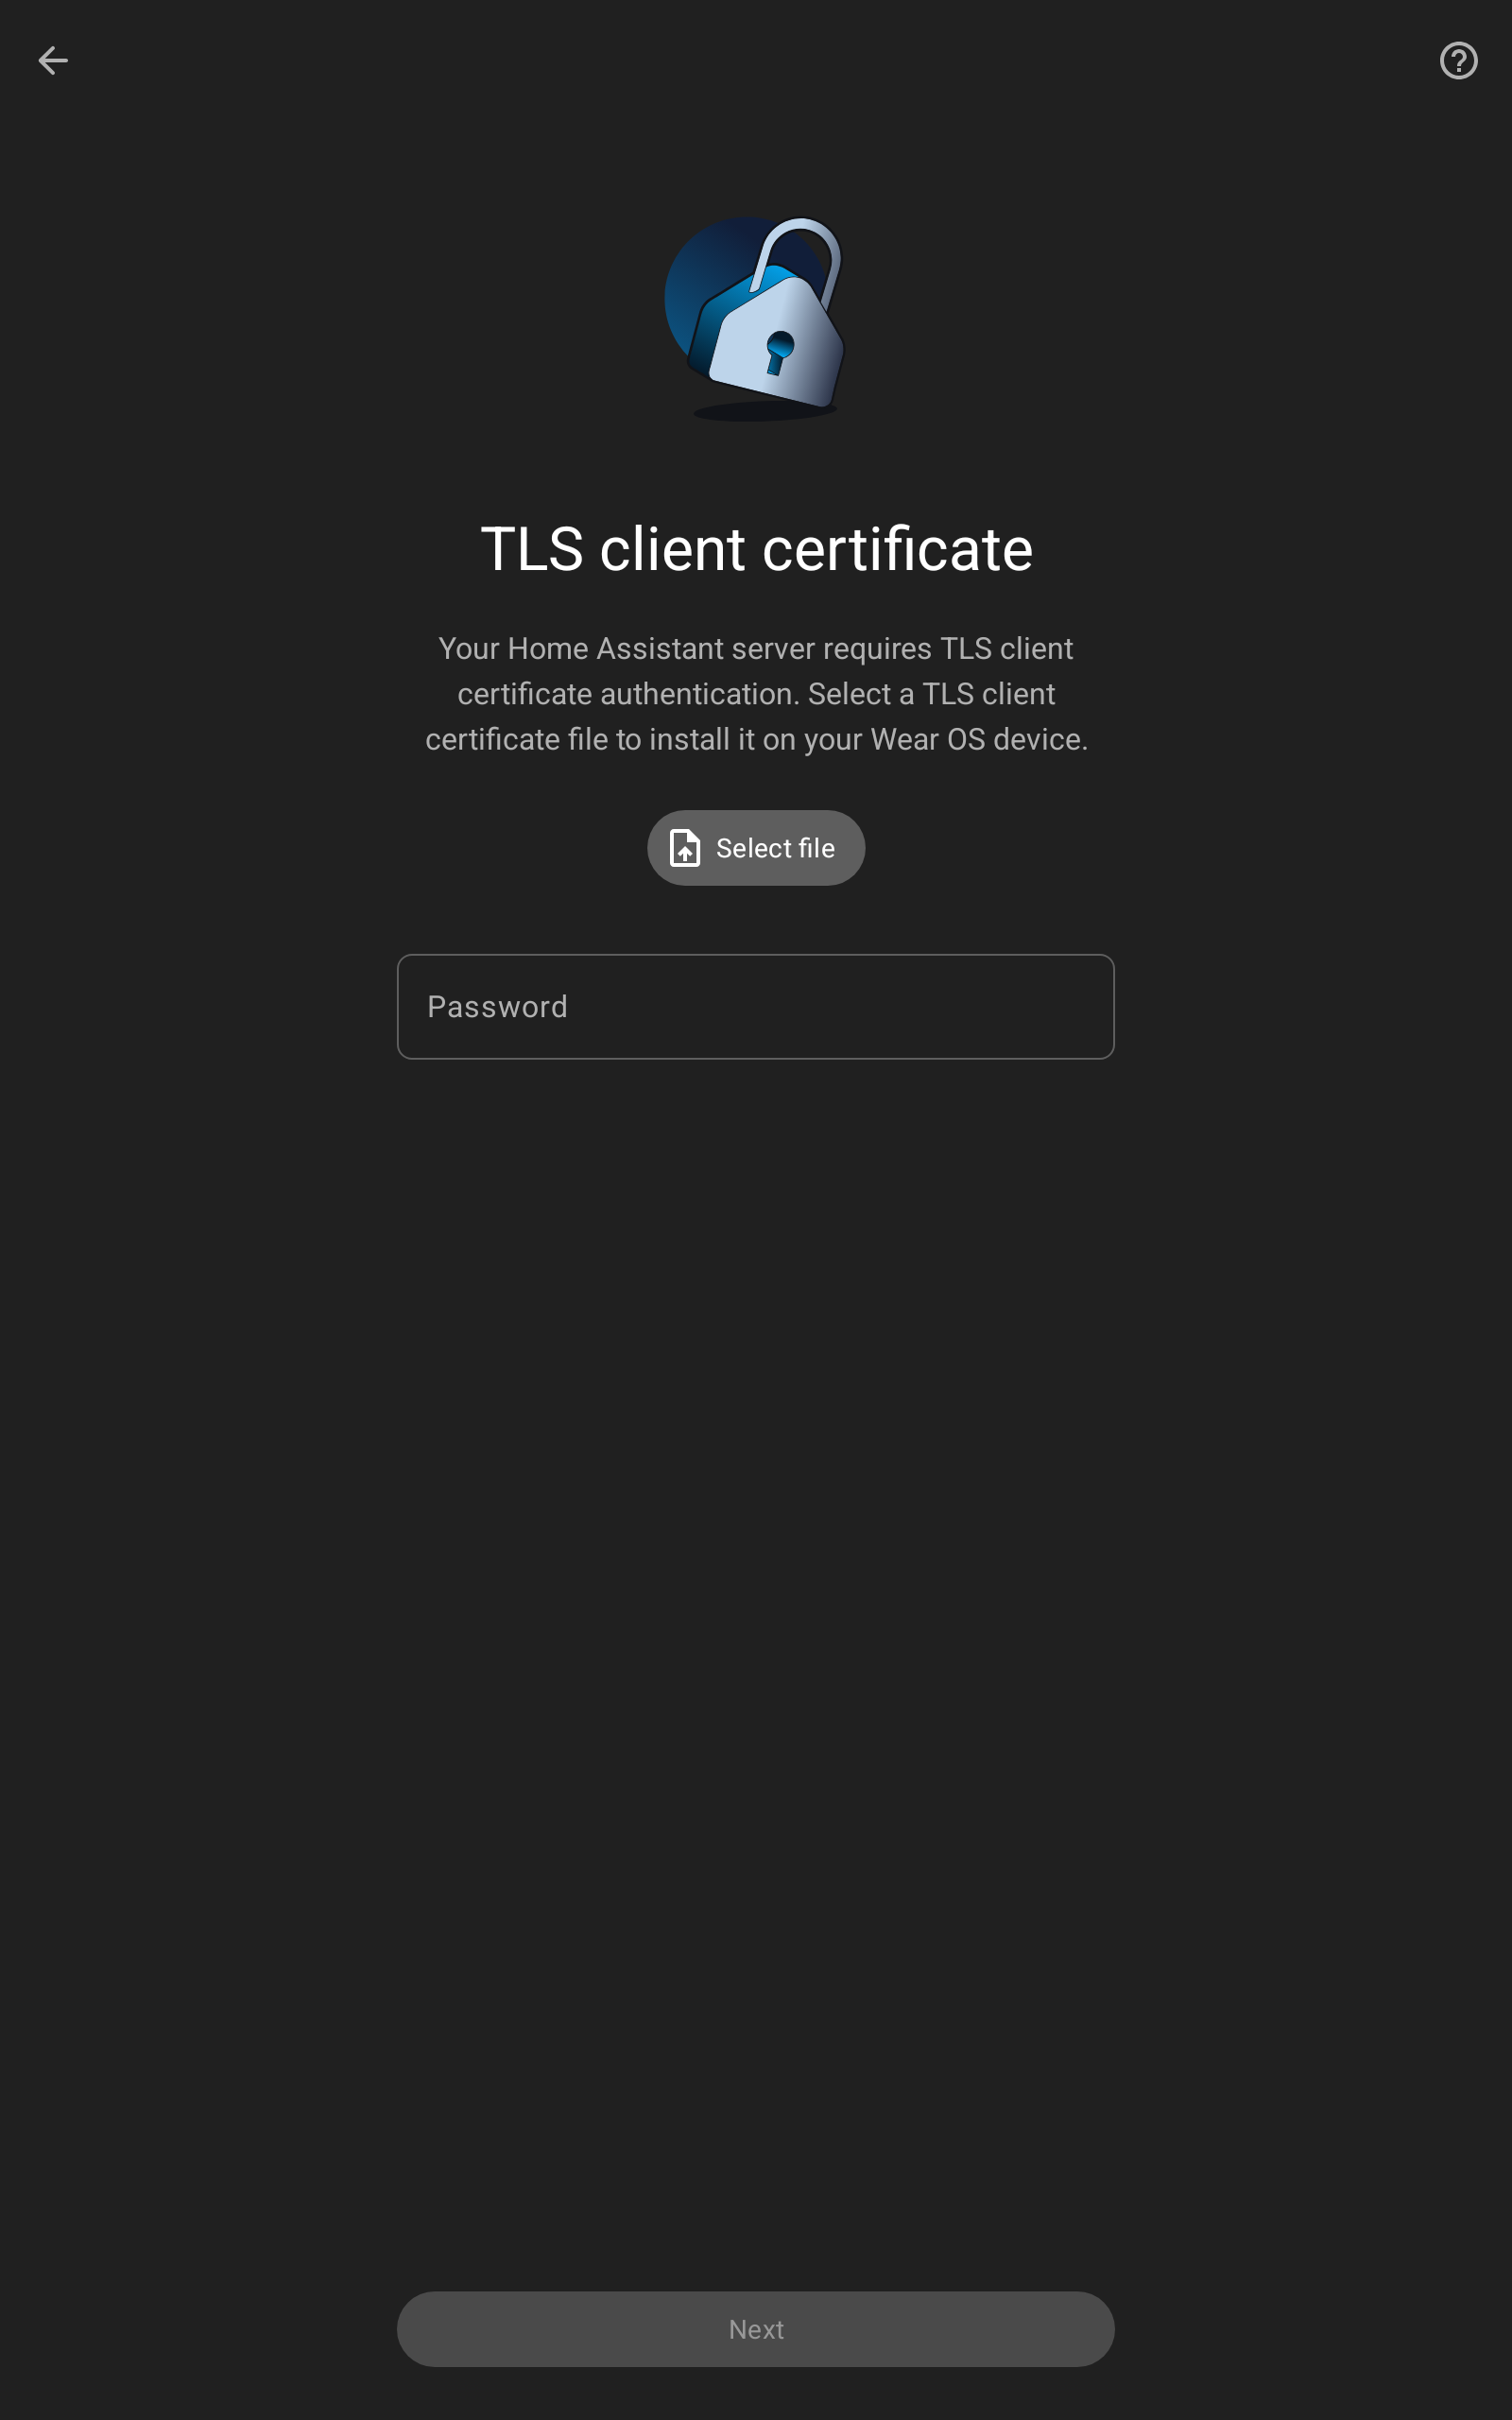 TLS client certificate
Your Home Assistant server requires TLS client
certificate authentication. Select a TLS client
certificate file to install it on your Wear OS device.
Select file
Password
Next